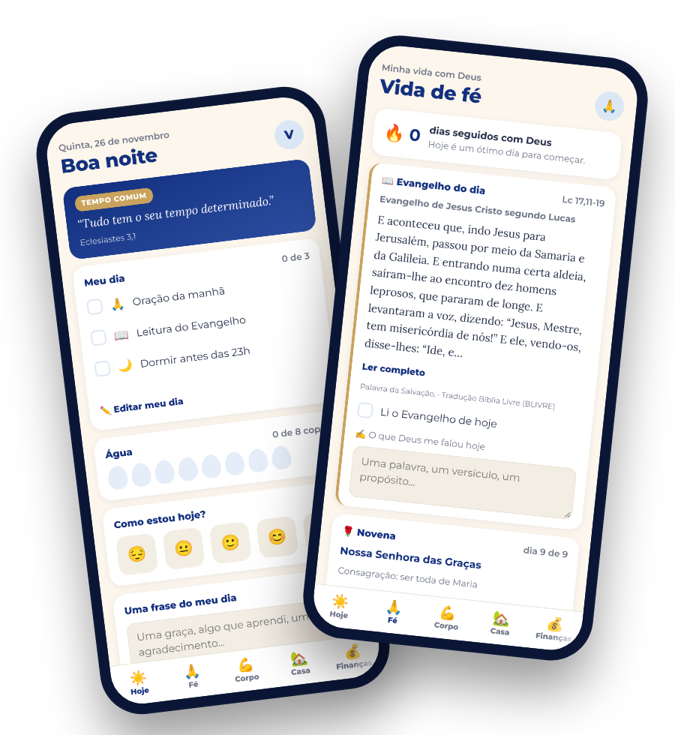 Quinta, 26 de novembro
Boa noite
V
TEMPO COMUM
“Tudo tem o seu tempo determinado.”
Eclesiastes 3,1
Meu dia
0 de 3
🙏 Oração da manhã
📖 Leitura do Evangelho
🌙 Dormir antes das 23h
✏️ Editar meu dia
Água
0 de 8
Como estou hoje?
Uma frase do meu dia
Uma graça, algo que aprendi,
agradecimento...
Hoje
Fé
Corpo
Casa
Minha vida com Deus
Vida de fé
🔥 0
dias seguidos com Deus
Hoje é um ótimo dia para começar.
📖 Evangelho do dia
Lc 17,11-19
Evangelho de Jesus Cristo segundo Lucas
E aconteceu que, indo Jesus para
Jerusalém, passou por meio da Samaria e
da Galileia. E entrando numa certa aldeia,
saíram-lhe ao encontro dez homens
leprosos, que pararam de longe. E
levantaram a voz, dizendo: “Jesus, Mestre,
tem misericórdia de nós!” E ele, vendo-os,
disse-lhes: “Ide, e...
Ler completo
Palavra da Salvação. · Tradução Bíblia Livre (BLIVRE)
Li o Evangelho de hoje
✍️ O que Deus me falou hoje
Uma palavra, um versículo, um
propósito...
🌹 Novena
dia 9 de 9
Nossa Senhora das Graças
Consagração: ser toda de Maria
Hoje
Fé
Corpo
Casa
Finanças